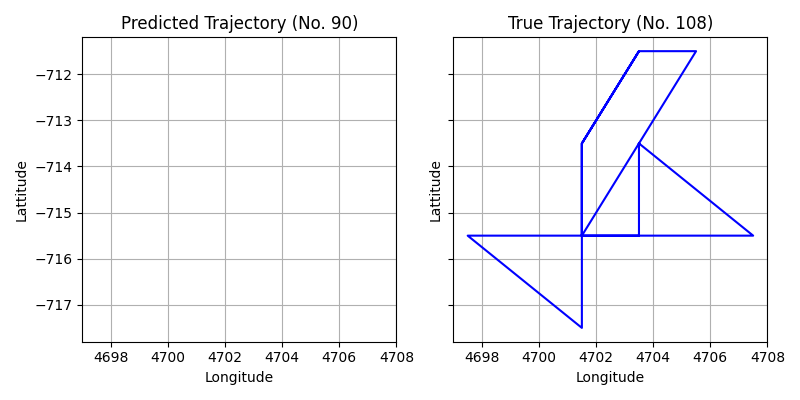 Predicted Trajectory (No. 90)
True Trajectory (No. 108)
−712
−713
−714
−715
−716
−717
Lattitude
Lattitude
4698 4700 4702 4704 4706 4708
4698 4700 4702 4704 4706 4708
Longitude
Longitude